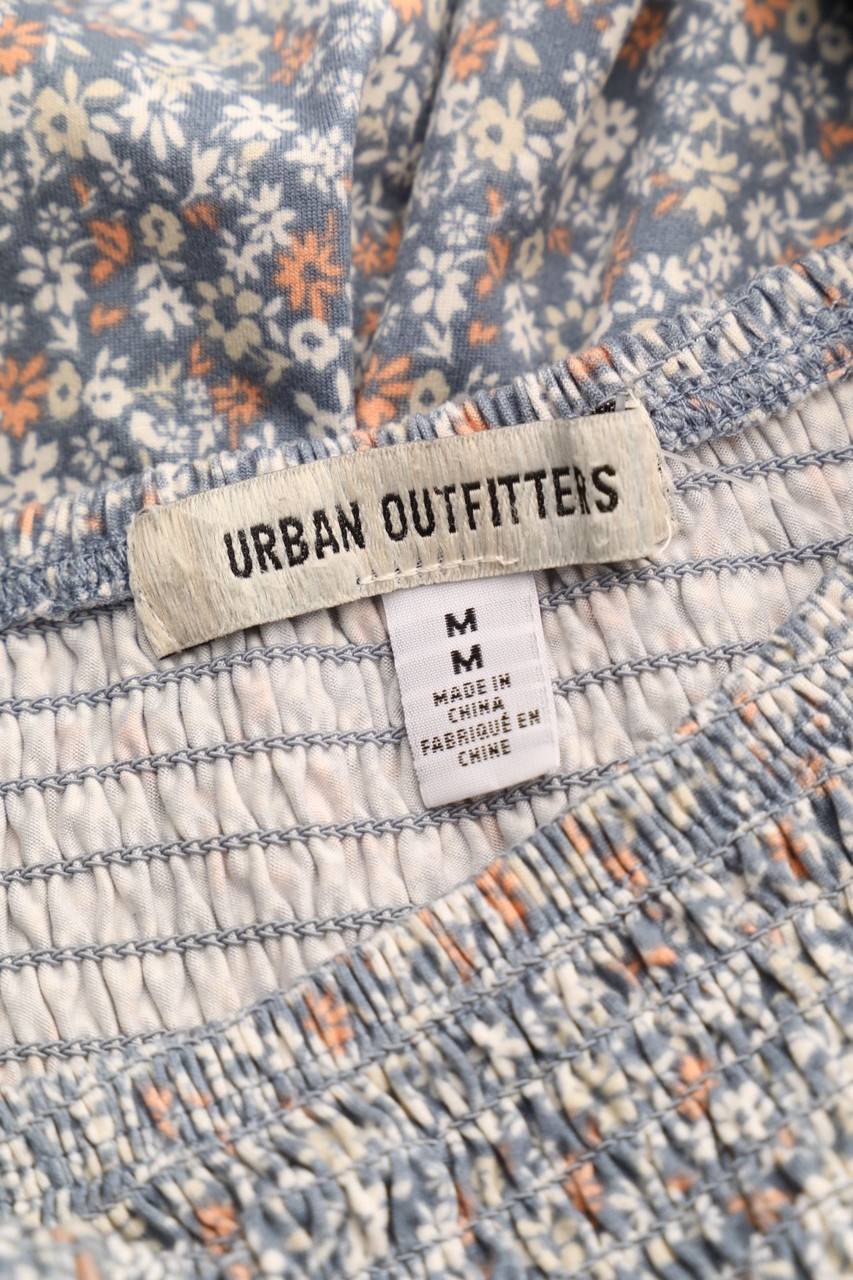 URBAN OUTFITTERS
M
M
MADE IN
CHINA
FABRIQUÉ EN
CHINE